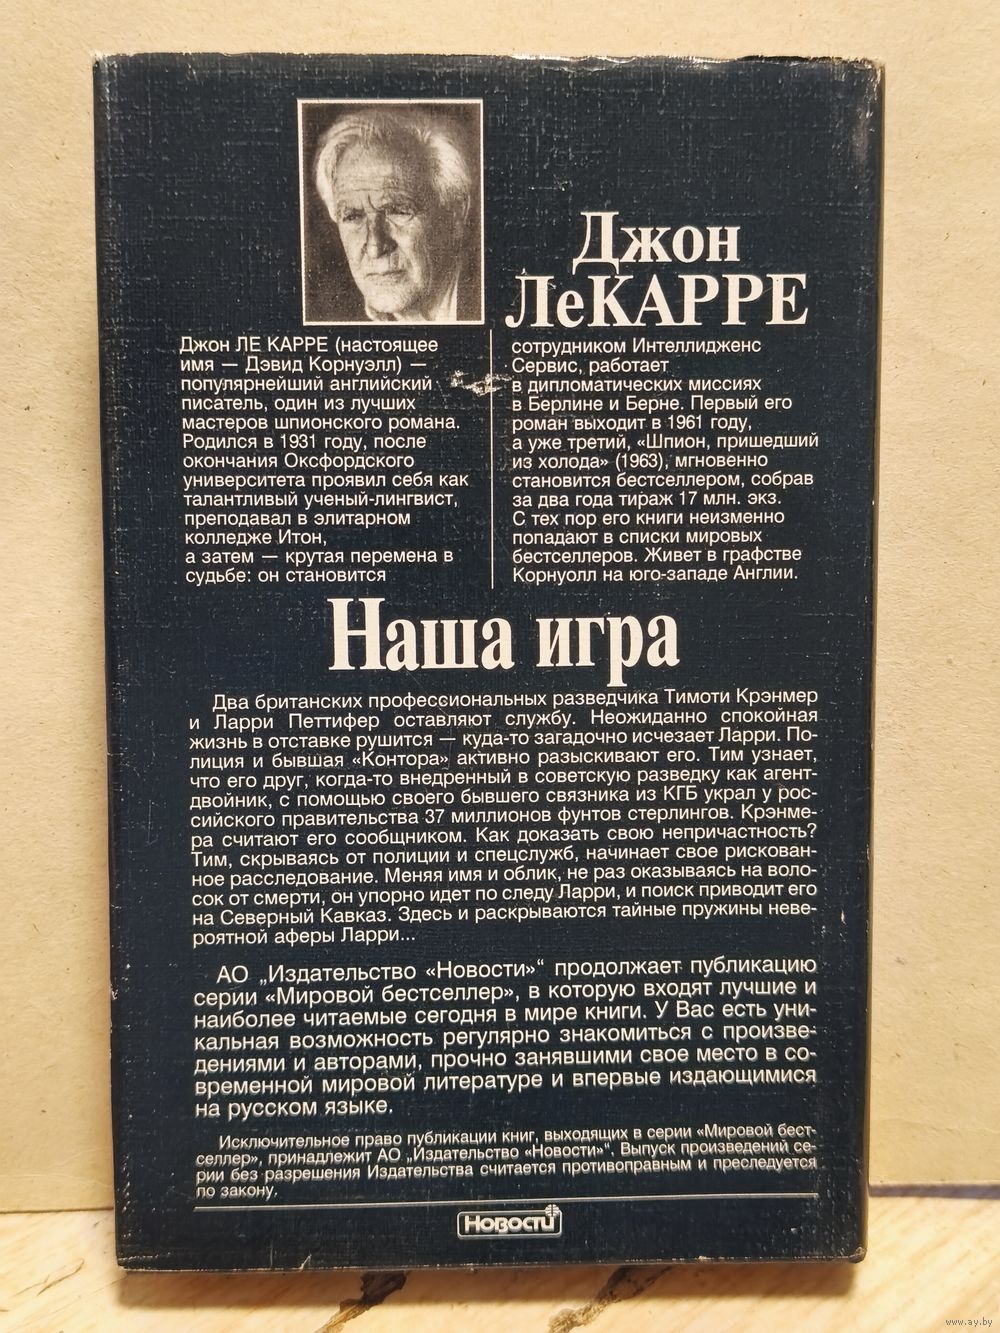 Джон
ЛеКАРРЕ
Джон ЛЕ КАРРЕ (настоящее
имя — Дэвид Корнуэлл) —
популярнейший английский
писатель, один из лучших
мастеров шпионского романа.
Родился в 1931 году, после
окончания Оксфордского
университета проявил себя как
талантливый ученый-лингвист,
преподавал в элитарном
колледже Итон,
а затем — крутая перемена в
судьбе: он становится
сотрудником Интеллидженс
Сервис, работает
в дипломатических миссиях
в Берлине и Берне. Первый его
роман выходит в 1961 году,
а уже третий, «Шпион, пришедший
из холода» (1963), мгновенно
становится бестселлером, собрав
за два года тираж 17 млн. экз.
С тех пор его книги неизменно
попадают в списки мировых
бестселлеров. Живет в графстве
Корнуолл на юго-западе Англии.
Наша игра
Два британских профессиональных разведчика Тимоти Крэнмер
и Ларри Петтифер оставляют службу. Неожиданно спокойная
жизнь в отставке рушится — куда-то загадочно исчезает Ларри. По-
лиция и бывшая «Контора» активно разыскивают его. Тим узнает,
что его друг, когда-то внедренный в советскую разведку как агент-
двойник, с помощью своего бывшего связника из КГБ украл у рос-
сийского правительства 37 миллионов фунтов стерлингов. Крэнме-
ра считают его сообщником. Как доказать свою непричастность?
Тим, скрываясь от полиции и спецслужб, начинает свое рискован-
ное расследование. Меняя имя и облик, не раз оказываясь на воло-
сок от смерти, он упорно идет по следу Ларри, и поиск приводит его
на Северный Кавказ. Здесь и раскрываются тайные пружины неве-
роятной аферы Ларри...
АО „Издательство «Новости»“ продолжает публикацию
серии «Мировой бестселлер», в которую входят лучшие и
наиболее читаемые сегодня в мире книги. У Вас есть уни-
кальная возможность регулярно знакомиться с произве-
дениями и авторами, прочно занявшими свое место в со-
временной мировой литературе и впервые издающимися
на русском языке.
Исключительное право публикации книг, выходящих в серии «Мировой бест-
селлер», принадлежит АО „Издательство «Новости»“. Выпуск произведений се-
рии без разрешения Издательства считается противоправным и преследуется
по закону.
Новости
www.ay.by